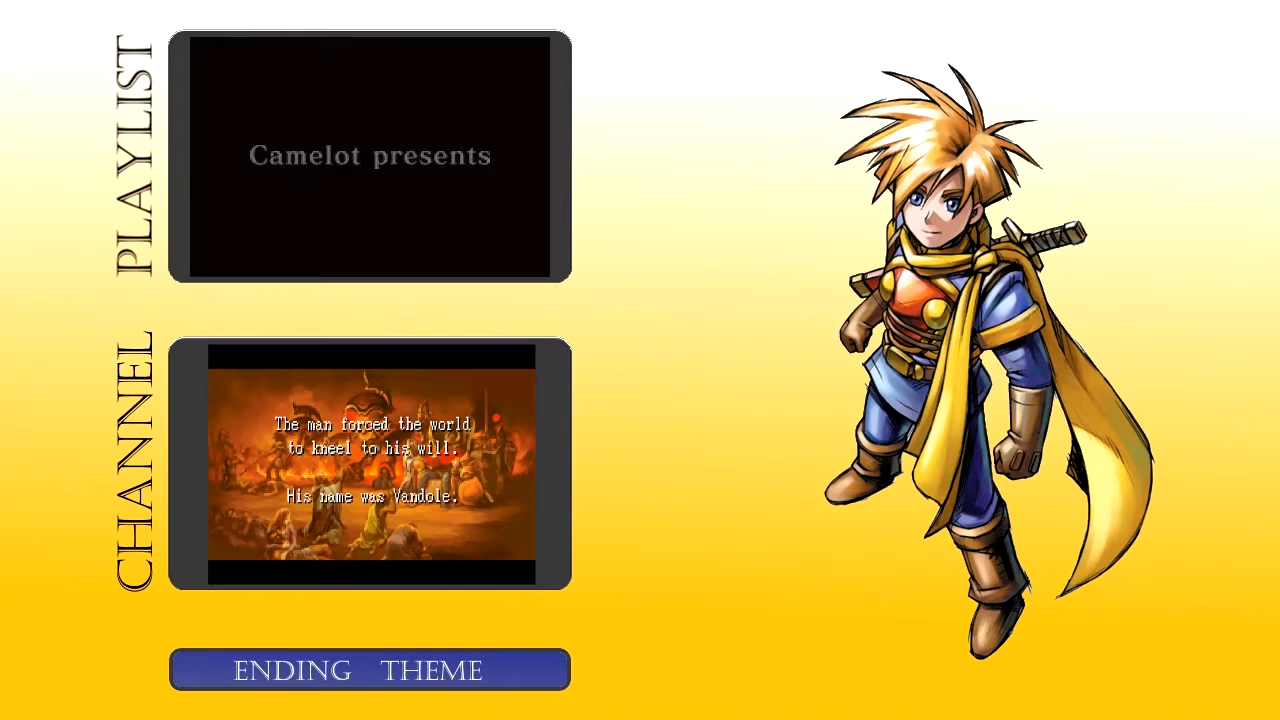 PLAYLIST
Camelot presents
CHANNEL
The man forced the world
to kneel to his will.
His name was Vandole.
ENDING THEME